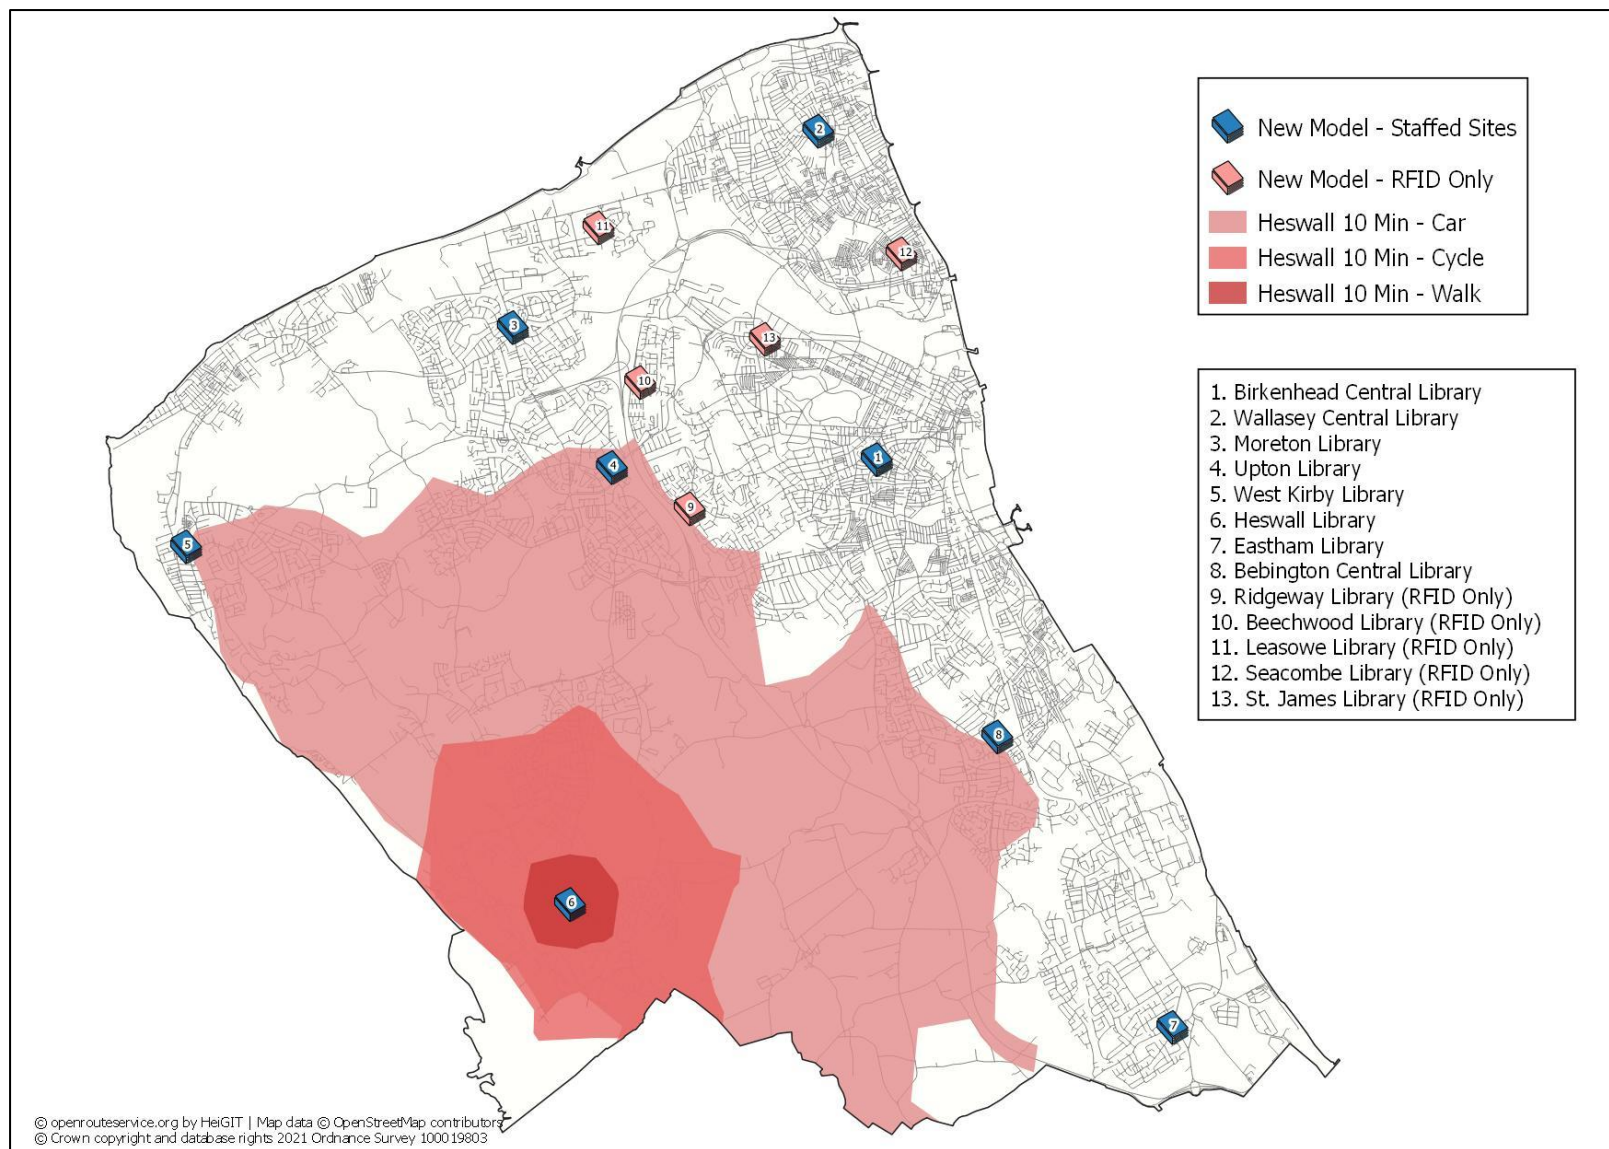 New Model - Staffed Sites
New Model - RFID Only
Heswall 10 Min - Car
Heswall 10 Min - Cycle
Heswall 10 Min - Walk
1. Birkenhead Central Library
2. Wallasey Central Library
3. Moreton Library
4. Upton Library
5. West Kirby Library
6. Heswall Library
7. Eastham Library
8. Bebington Central Library
9. Ridgeway Library (RFID Only)
10. Beechwood Library (RFID Only)
11. Leasowe Library (RFID Only)
12. Seacombe Library (RFID Only)
13. St. James Library (RFID Only)
2
11
12
3
13
10
1
4
9
5
8
6
7
© openrouteservice.org by HeiGIT | Map data © OpenStreetMap contributors
© Crown copyright and database rights 2021 Ordnance Survey 100019803